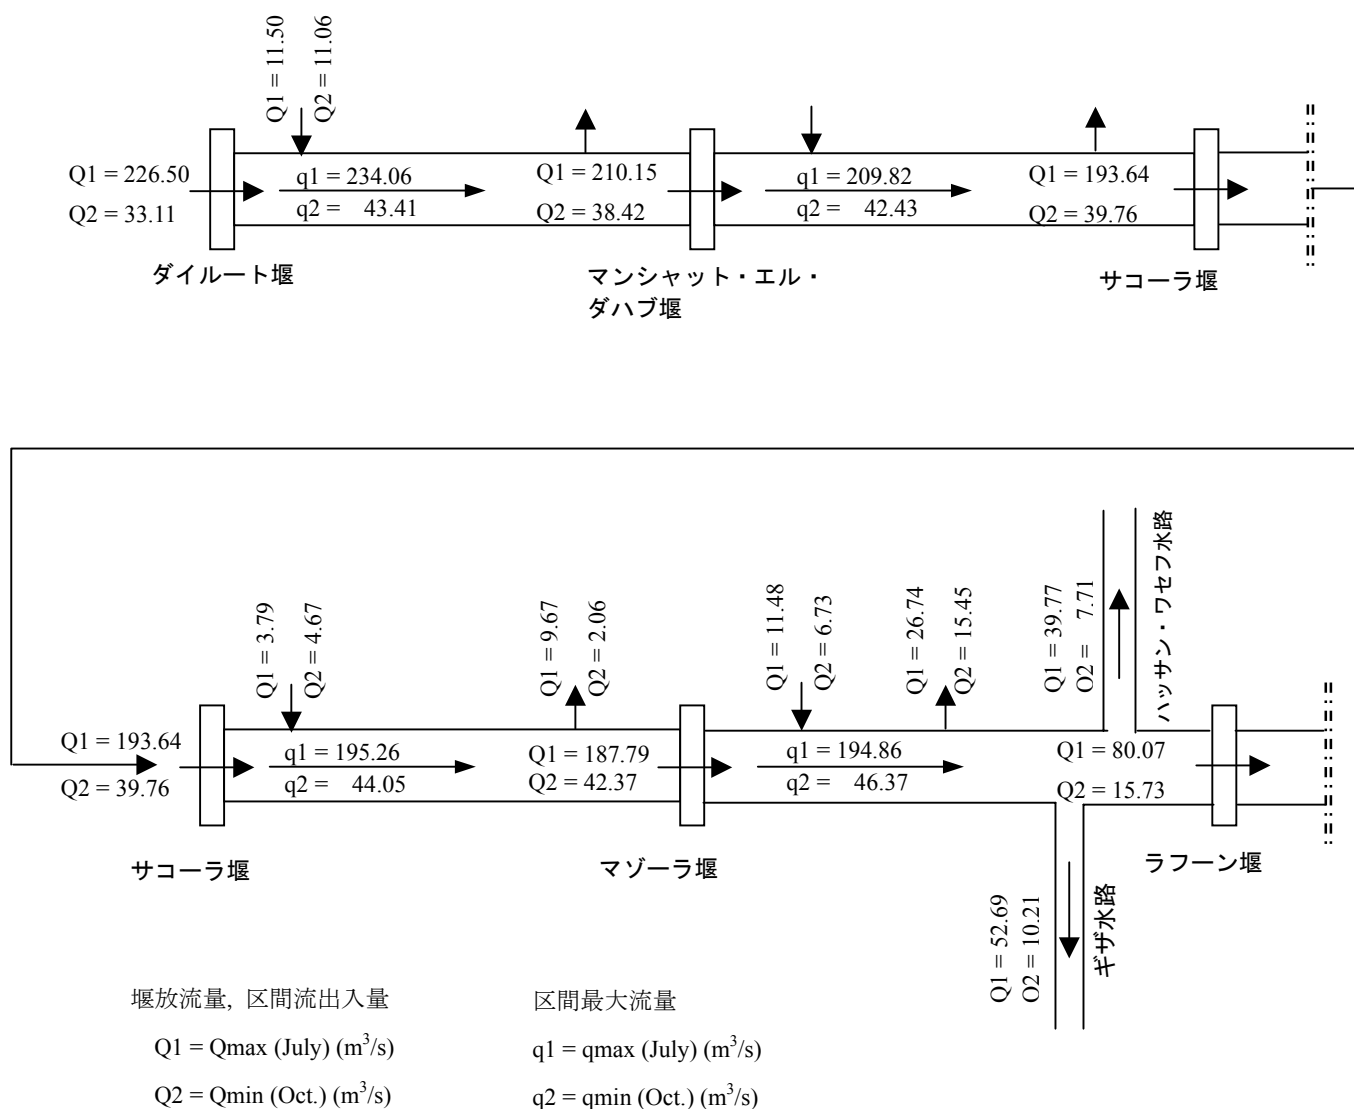 Q1 = 11.50
Q2 = 11.06
Q1 = 226.50
Q2 = 33.11
q1 = 234.06
q2 = 43.41
Q1 = 210.15
Q2 = 38.42
q1 = 209.82
q2 = 42.43
Q1 = 193.64
Q2 = 39.76
ダイルート堰
マンシャット・エル・
ダハブ堰
サコーラ堰
Q1 = 3.79
Q2 = 4.67
Q1 = 9.67
Q2 = 2.06
Q1 = 11.48
Q2 = 6.73
Q1 = 26.74
Q2 = 15.45
Q1 = 39.77
O2 = 7.71
ハッサン・ワセフ水路
Q1 = 193.64
Q2 = 39.76
q1 = 195.26
q2 = 44.05
Q1 = 187.79
Q2 = 42.37
q1 = 194.86
q2 = 46.37
Q1 = 80.07
Q2 = 15.73
サコーラ堰
マゾーラ堰
ラフーン堰
Q1 = 52.69
O2 = 10.21
ギザ水路
堰放流量, 区間流出入量
Q1 = Qmax (July) (m³/s)
Q2 = Qmin (Oct.) (m³/s)
区間最大流量
q1 = qmax (July) (m³/s)
q2 = qmin (Oct.) (m³/s)